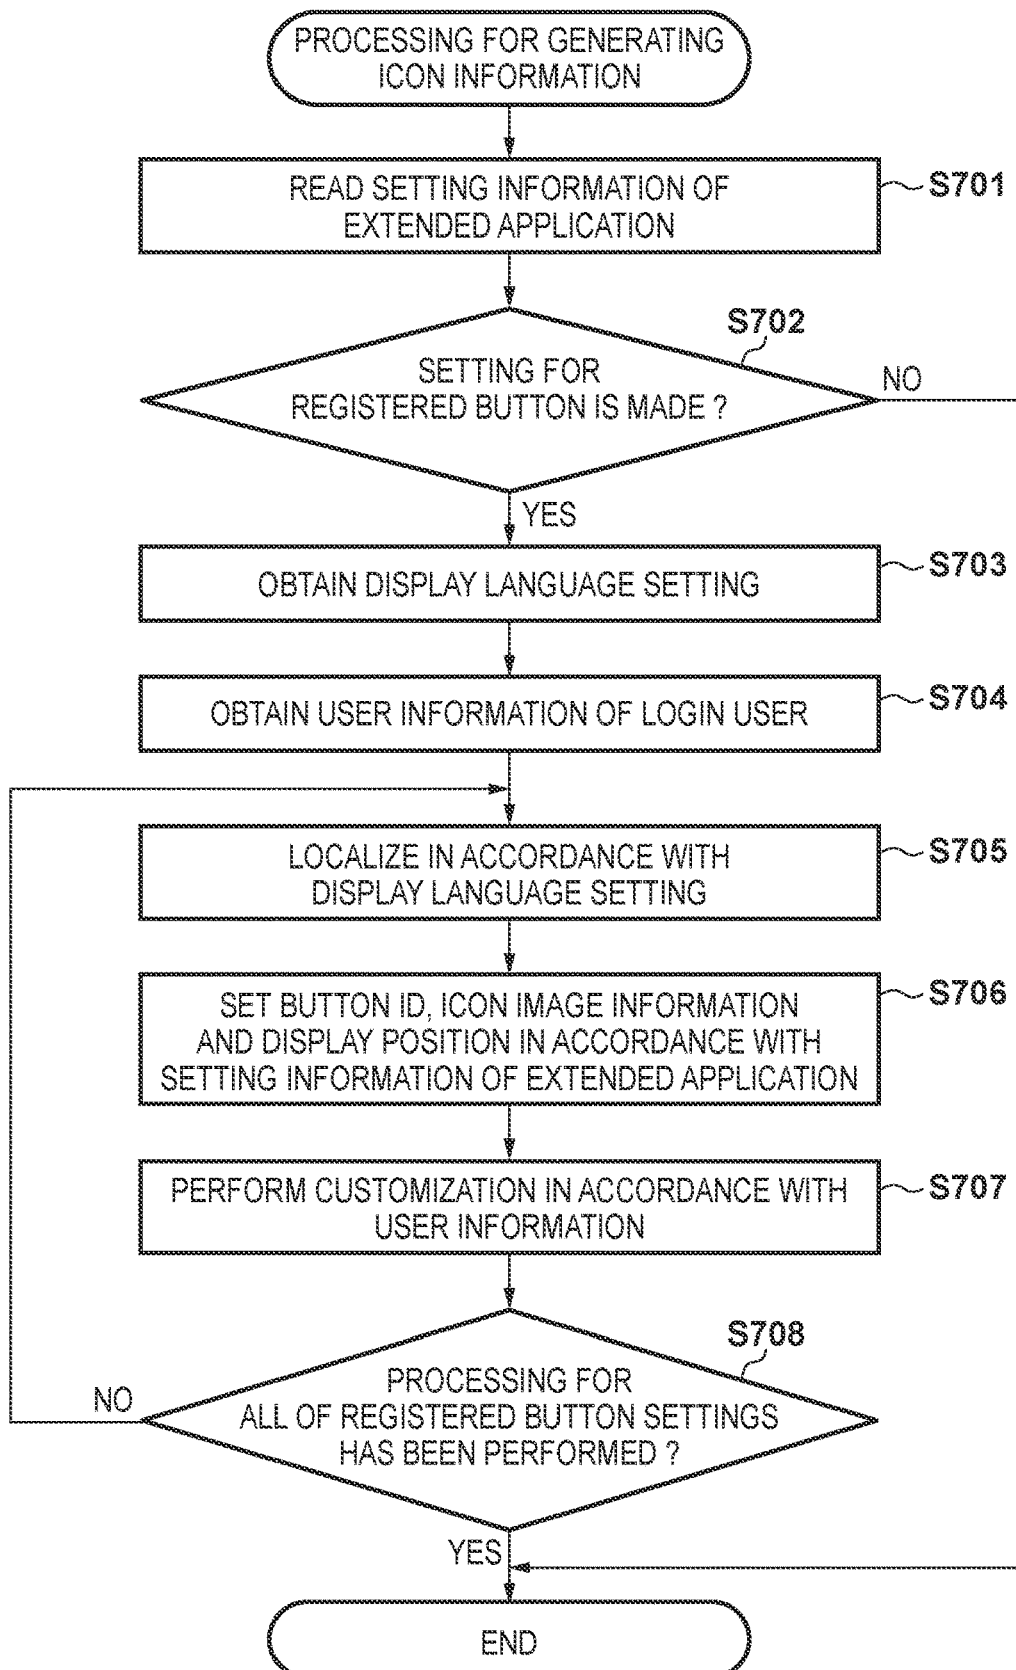 PROCESSING FOR GENERATING
ICON INFORMATION
READ SETTING INFORMATION OF
EXTENDED APPLICATION
S701
S702
SETTING FOR
REGISTERED BUTTON IS MADE ?
NO
YES
OBTAIN DISPLAY LANGUAGE SETTING
S703
OBTAIN USER INFORMATION OF LOGIN USER
S704
LOCALIZE IN ACCORDANCE WITH
DISPLAY LANGUAGE SETTING
S705
SET BUTTON ID, ICON IMAGE INFORMATION
AND DISPLAY POSITION IN ACCORDANCE WITH
SETTING INFORMATION OF EXTENDED APPLICATION
S706
PERFORM CUSTOMIZATION IN ACCORDANCE WITH
USER INFORMATION
S707
S708
PROCESSING FOR
ALL OF REGISTERED BUTTON SETTINGS
HAS BEEN PERFORMED ?
NO
YES
END